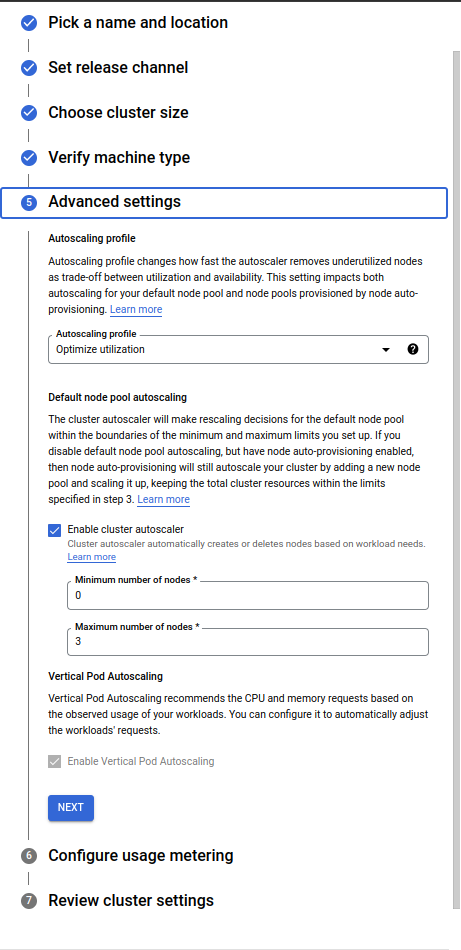 Pick a name and location
Set release channel
Choose cluster size
Verify machine type
5 Advanced settings
Autoscaling profile
Autoscaling profile changes how fast the autoscaler removes underutilized nodes
as trade-off between utilization and availability. This setting impacts both
autoscaling for your default node pool and node pools provisioned by node auto-
provisioning. Learn more
Autoscaling profile
Optimize utilization
?
Default node pool autoscaling
The cluster autoscaler will make rescaling decisions for the default node pool
within the boundaries of the minimum and maximum limits you set up. If you
disable default node pool autoscaling, but have node auto-provisioning enabled,
then node auto-provisioning will still autoscale your cluster by adding a new node
pool and scaling it up, keeping the total cluster resources within the limits
specified in step 3. Learn more
Enable cluster autoscaler
Cluster autoscaler automatically creates or deletes nodes based on workload needs.
Learn more
Minimum number of nodes *
0
Maximum number of nodes *
3
Vertical Pod Autoscaling
Vertical Pod Autoscaling recommends the CPU and memory requests based on
the observed usage of your workloads. You can configure it to automatically adjust
the workloads' requests.
Enable Vertical Pod Autoscaling
NEXT
6 Configure usage metering
7 Review cluster settings